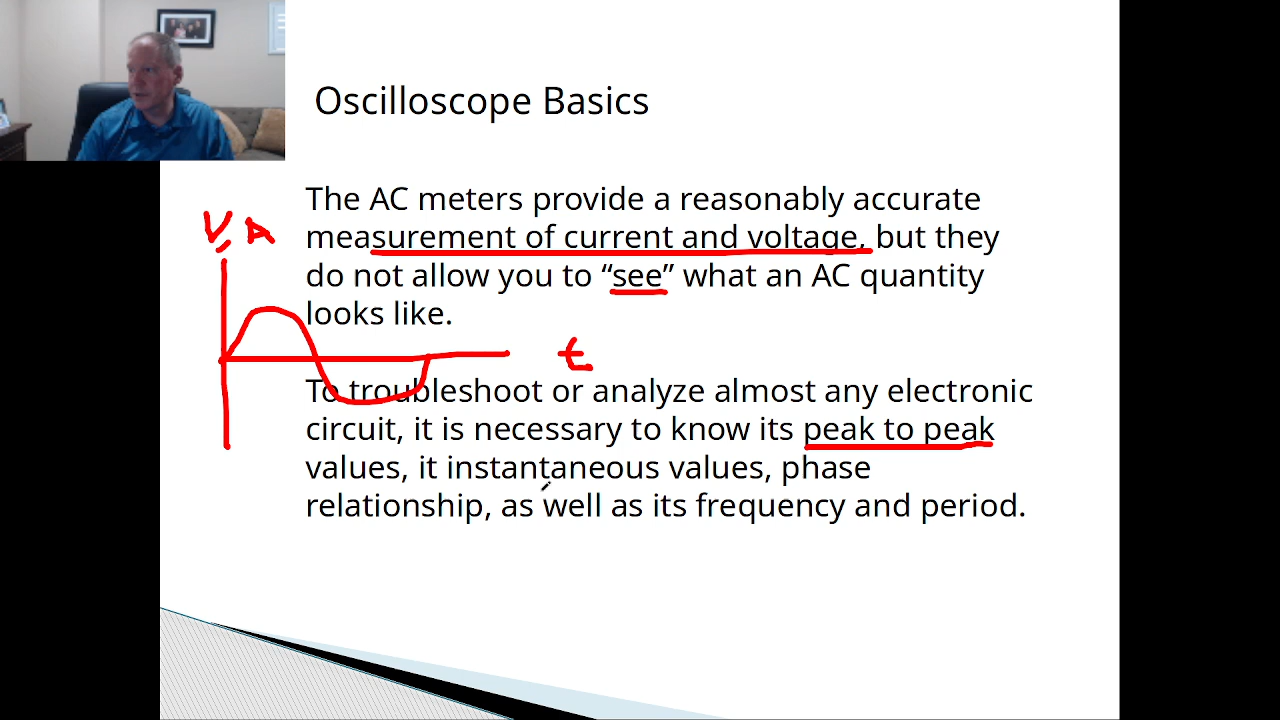 Oscilloscope Basics
The AC meters provide a reasonably accurate
V, A
measurement of current and voltage, but they
do not allow you to “see” what an AC quantity
looks like.
t
To troubleshoot or analyze almost any electronic
circuit, it is necessary to know its peak to peak
values, it instantaneous values, phase
relationship, as well as its frequency and period.